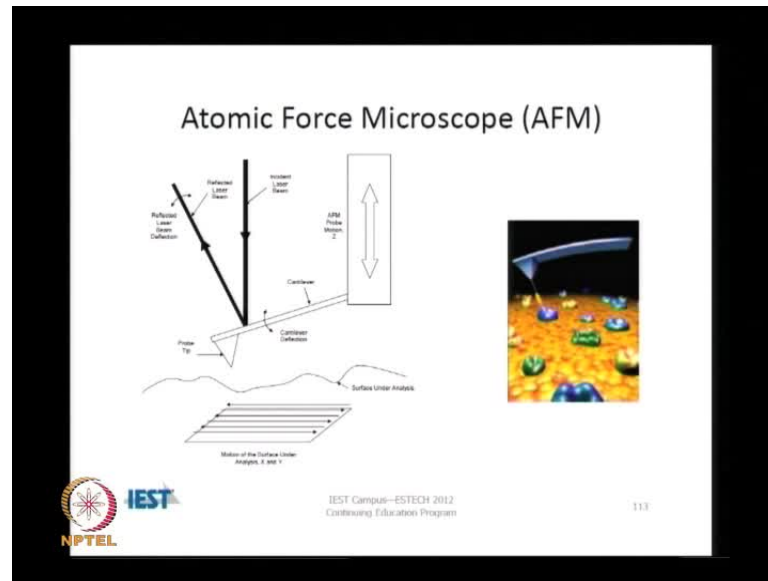 Atomic Force Microscope (AFM)
Reflected
Laser
Beam
Incident
Laser
Beam
Reflected
Laser
Beam
Deflection
AFM
Probe
Motion,
Z
Cantilever
Cantilever
Deflection
Probe
Tip
Surface Under Analysis
Motion of the Surface Under
Analysis, X and Y
NPTEL
IEST
IEST Campus—ESTECH 2012
Continuing Education Program
113